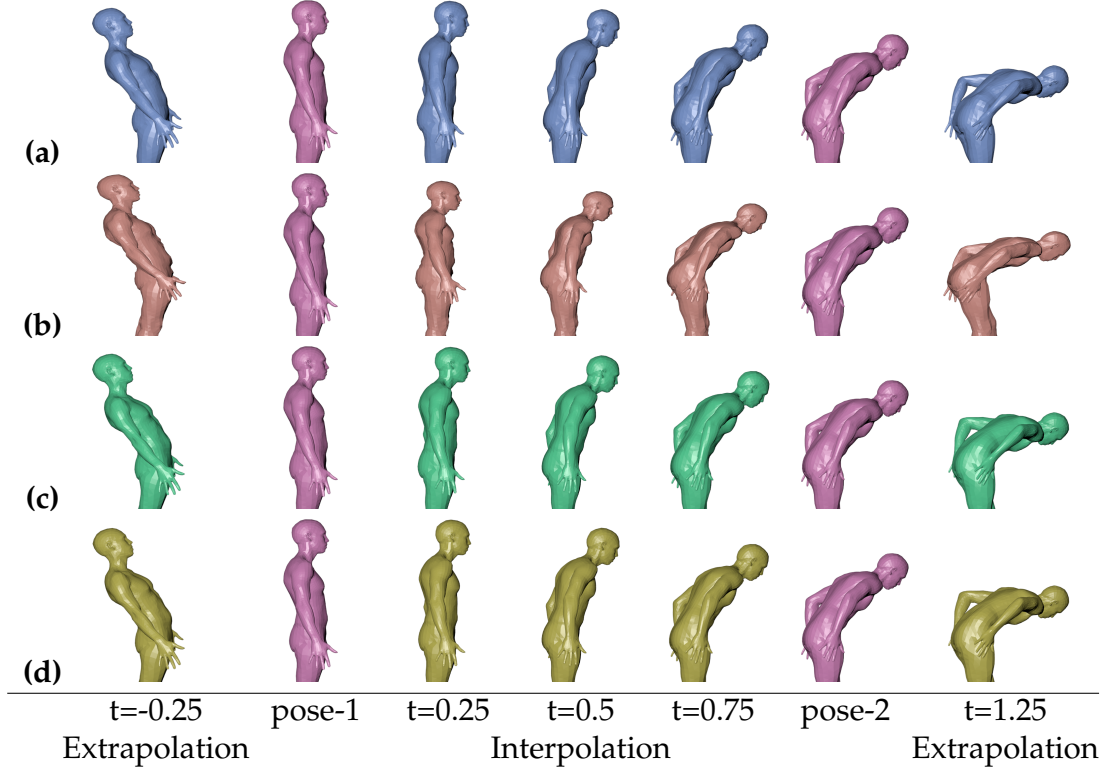 (a)
(b)
(c)
(d)
t=-0.25 pose-1 t=0.25 t=0.5 t=0.75 pose-2 t=1.25
Extrapolation Interpolation Extrapolation